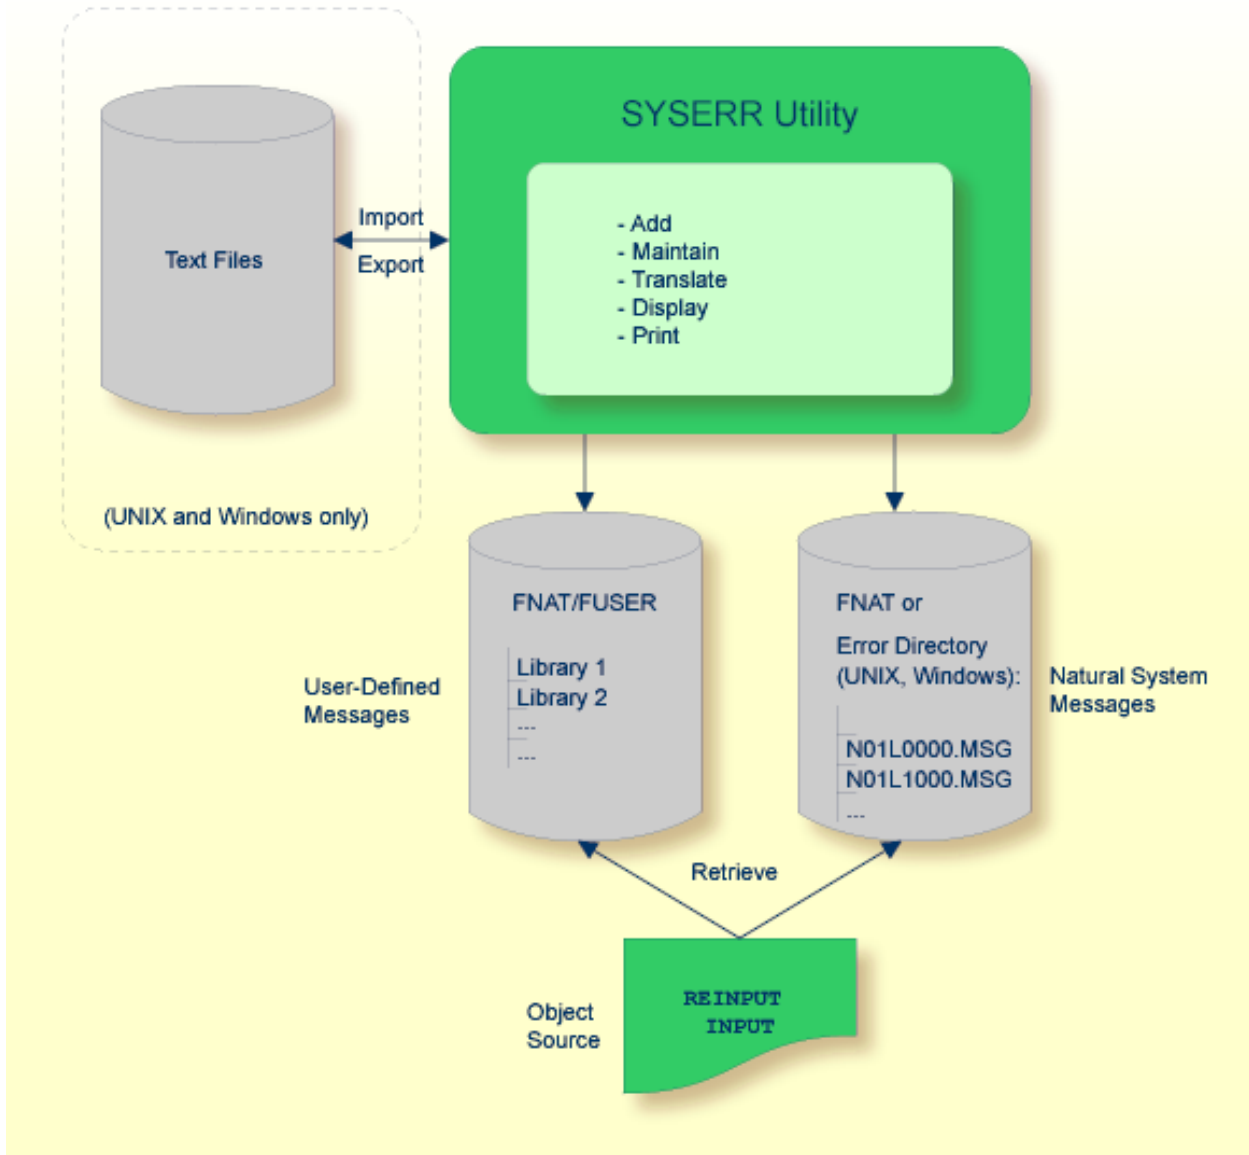 SYSERR Utility
- Add
- Maintain
- Translate
- Display
- Print
Import
Export
Text Files
(UNIX and Windows only)
FNAT/FUSER
Library 1
Library 2
...
...
User-Defined
Messages
FNAT or
Error Directory
(UNIX, Windows):
N01L0000.MSG
N01L1000.MSG
...
Natural System
Messages
Retrieve
REINPUT
INPUT
Object
Source